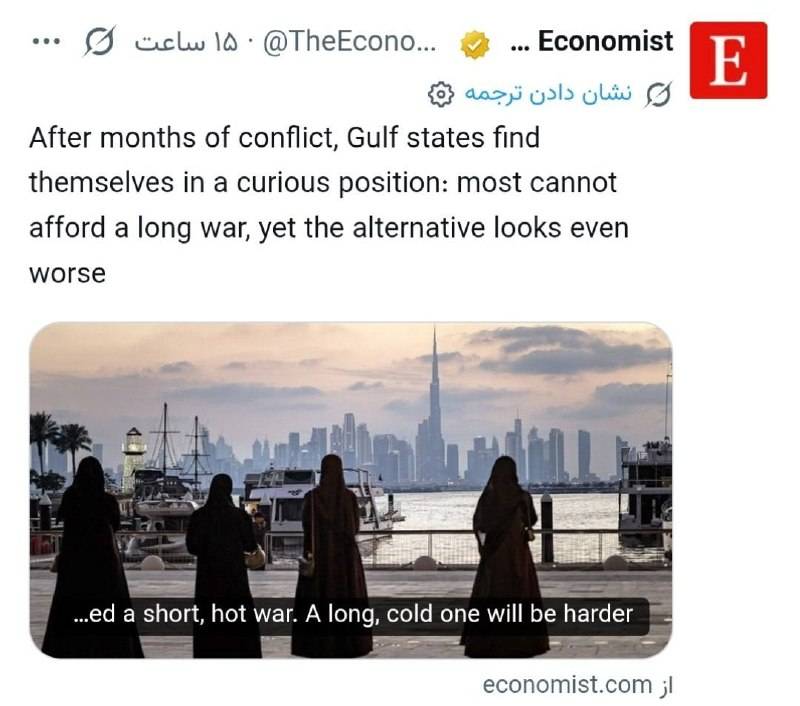 Economist ... @TheEcono... · ۱۵ ساعت ...
E
نشان دادن ترجمه
After months of conflict, Gulf states find
themselves in a curious position: most cannot
afford a long war, yet the alternative looks even
worse
...ed a short, hot war. A long, cold one will be harder
از economist.com